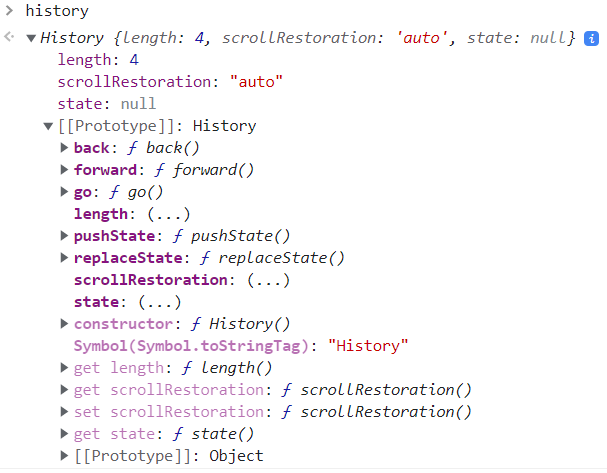 history
History {length: 4, scrollRestoration: 'auto', state: null} i
length: 4
scrollRestoration: "auto"
state: null
[[Prototype]]: History
back: ƒ back()
forward: ƒ forward()
go: ƒ go()
length: (...)
pushState: ƒ pushState()
replaceState: ƒ replaceState()
scrollRestoration: (...)
state: (...)
constructor: ƒ History()
Symbol(Symbol.toStringTag): "History"
get length: ƒ length()
get scrollRestoration: ƒ scrollRestoration()
set scrollRestoration: ƒ scrollRestoration()
get state: ƒ state()
[[Prototype]]: Object